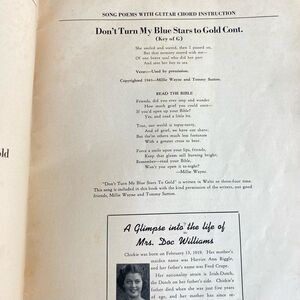 SONG POEMS WITH GUITAR CHORD INSTRUCTION
Don't Turn My Blue Stars to Gold Cont.
(Key of G)
She smiled and waved, then I passed on,
But that memory stayed with me—
Of one brave soul who did her part
And sent her boy to sea.
Verse—Used by permission.
Copyrighted 1943—Millie Wayne and Tommy Sutton.
READ THE BIBLE
Friends, did you ever stop and wonder
How much grief you could ease—
If you'd open up your Bible?
Yes, and read a little bit.
True, our world is topsy-turvy,
And of grief, we have our share;
But the'res others much less fortunate
With a greater cross to bear.
Force a smile upon your lips, friends,
Keep that gleam still burning bright;
Remember—read your Bible,
Won't you open it to-night?
—Millie Wayne.
"Don't Turn My Blue Stars To Gold" is written in Waltz or three-four time.
This song is included in this book with the kind permission of the writers, our good
friends, Millie Wayne and Tommy Sutton.
old
A Glimpse into the life of
Mrs. Doc Williams
Chickie was born on February 13, 1919. Her mother's
maiden name was Harriet Ann Riggle,
and her father's name was Fred Crupe.
Her nationality strain is Irish-Dutch,
the Dutch on her father's side. Chickie's
father died when she was just five years
of age, and her mother has since